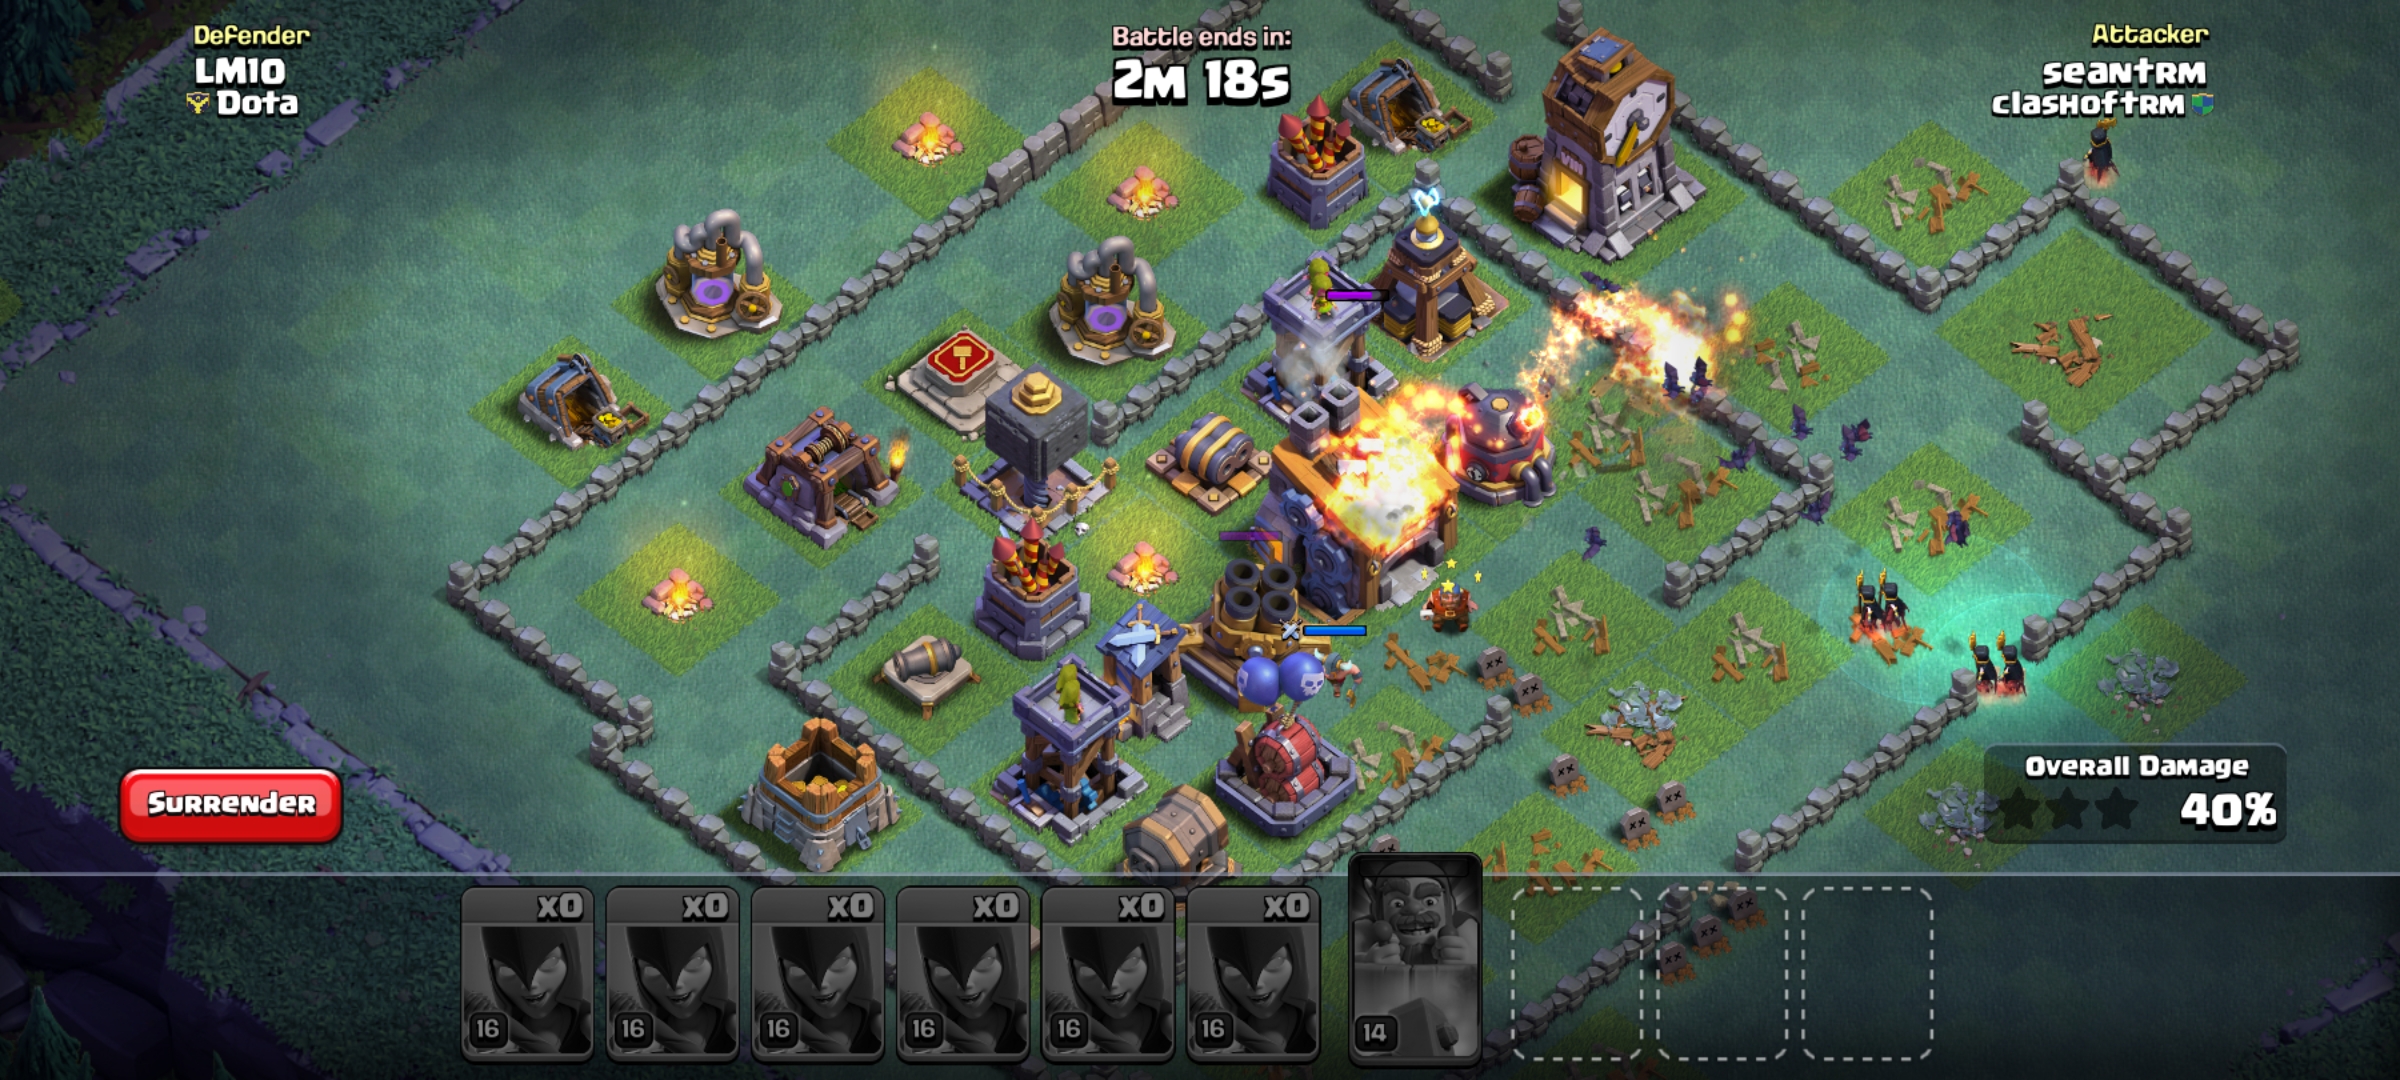 Defender
LM10
Dota
Battle ends in:
2M 18s
Attacker
seantRM
clashoftRM
Surrender
Overall Damage
40%
x0
x0
x0
x0
x0
x0
16
16
16
16
16
16
14